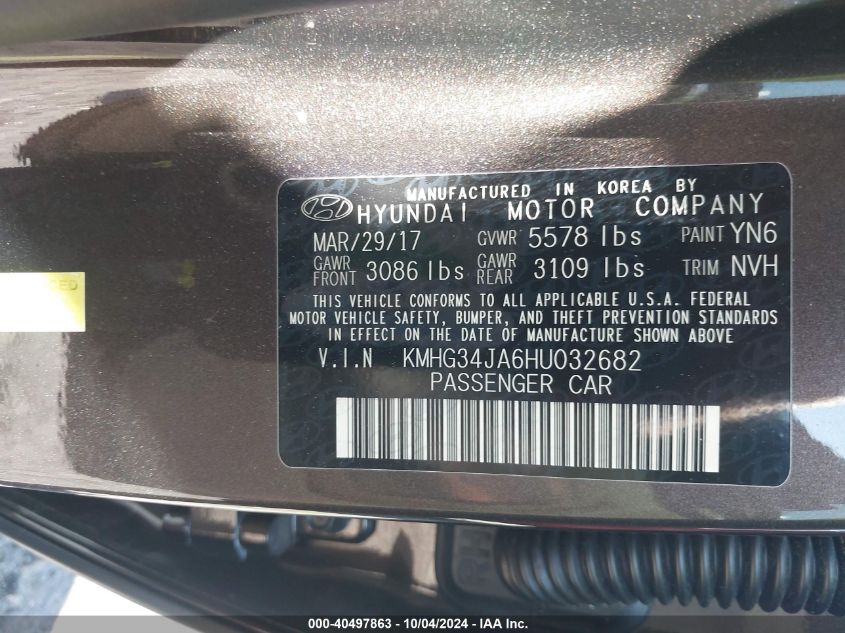 MANUFACTURED IN KOREA BY
HYUNDAI MOTOR COMPANY
MAR/29/17 GVWR 5578 lbs PAINT YN6
GAWR FRONT 3086 lbs GAWR REAR 3109 lbs TRIM NVH
THIS VEHICLE CONFORMS TO ALL APPLICABLE U.S.A. FEDERAL
MOTOR VEHICLE SAFETY, BUMPER, AND THEFT PREVENTION STANDARDS
IN EFFECT ON THE DATE OF MANUFACTURE SHOWN ABOVE
V.I.N KMHG34JA6HU032682
PASSENGER CAR
000-40497863 - 10/04/2024 - IAAI.com